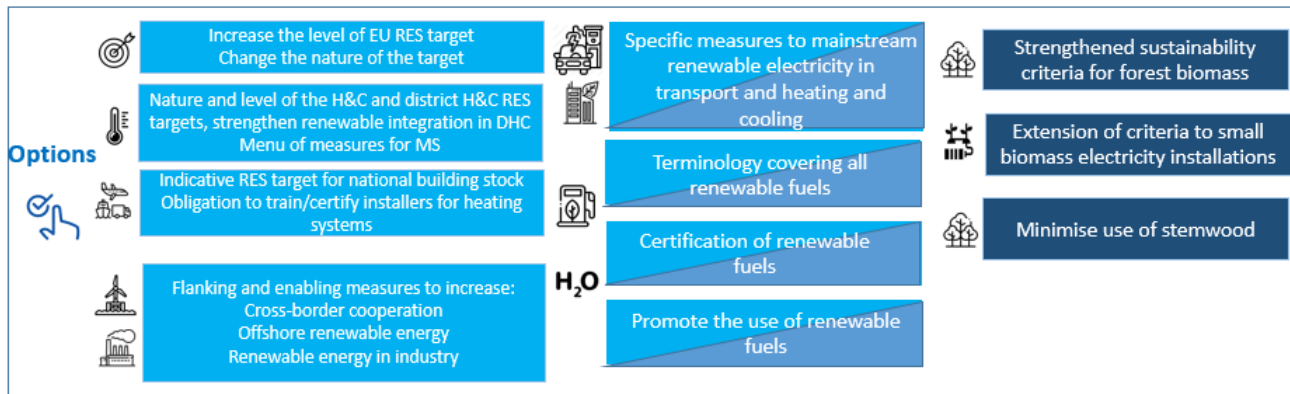 Options
Increase the level of EU RES target
Change the nature of the target
Nature and level of the H&C and district H&C RES
targets, strengthen renewable integration in DHC
Menu of measures for MS
Indicative RES target for national building stock
Obligation to train/certify installers for heating
systems
Flanking and enabling measures to increase:
Cross-border cooperation
Offshore renewable energy
Renewable energy in industry
Specific measures to mainstream
renewable electricity in
transport and heating and
cooling
Terminology covering all
renewable fuels
H₂O
Certification of renewable
fuels
Promote the use of renewable
fuels
Strengthened sustainability
criteria for forest biomass
Extension of criteria to small
biomass electricity installations
Minimise use of stemwood